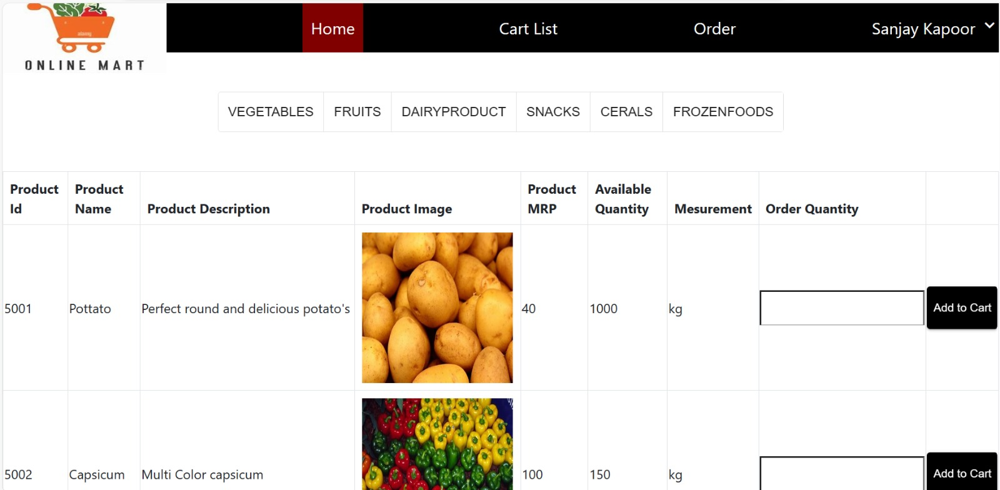 ONLINE MART
Home
Cart List
Order
Sanjay Kapoor
VEGETABLES
FRUITS
DAIRYPRODUCT
SNACKS
CERALS
FROZENFOODS
Product Id
Product Name
Product Description
Product Image
Product MRP
Available Quantity
Mesurement
Order Quantity
5001
Pottato
Perfect round and delicious potato's
40
1000
kg
Add to Cart
5002
Capsicum
Multi Color capsicum
100
150
kg
Add to Cart